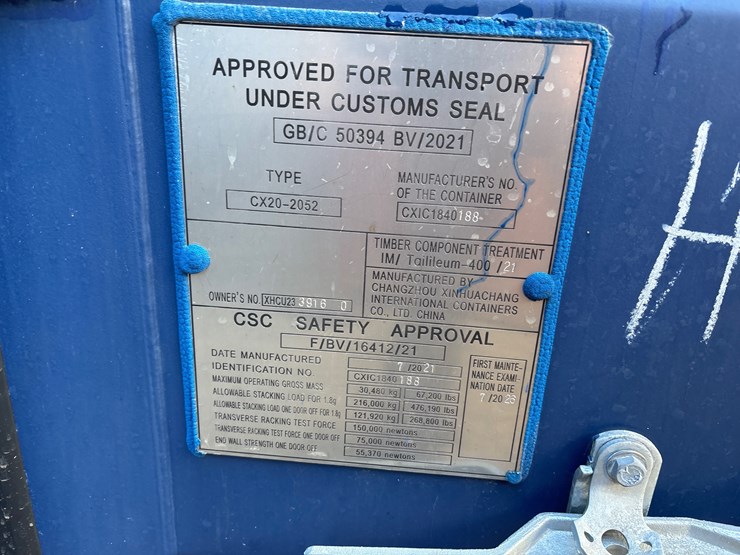 APPROVED FOR TRANSPORT
UNDER CUSTOMS SEAL
GB/C 50394 BV/2021
TYPE
CX20-2052
MANUFACTURER'S NO.
OF THE CONTAINER
CXIC1840188
TIMBER COMPONENT TREATMENT
IM/ Tailileum-400 /21
MANUFACTURED BY
CHANGZHOU XINHUACHANG
INTERNATIONAL CONTAINERS
CO., LTD. CHINA
OWNER'S NO. XHCU23 3916 0
CSC SAFETY APPROVAL
F/BV/16412/21
DATE MANUFACTURED 7 /2021
IDENTIFICATION NO. CXIC1840188
MAXIMUM OPERATING GROSS MASS 30,480 kg 67,200 lbs
ALLOWABLE STACKING LOAD FOR 1.8g 216,000 kg 476,190 lbs
ALLOWABLE STACKING LOAD ONE DOOR OFF FOR 1.8g 121,920 kg 268,800 lbs
TRANSVERSE RACKING TEST FORCE 150,000 newtons
TRANSVERSE RACKING TEST FORCE ONE DOOR OFF 75,000 newtons
END WALL STRENGTH ONE DOOR OFF 55,370 newtons
FIRST MAINTE-
NANCE EXAMI-
NATION DATE
7 /2026
H